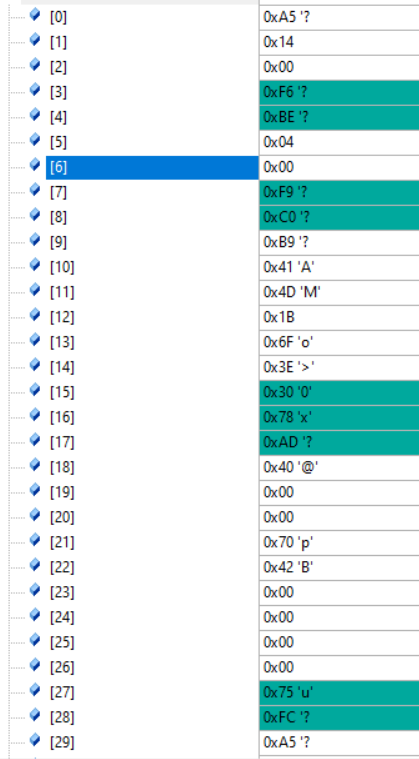 [0] 0xA5 '?
[1] 0x14
[2] 0x00
[3] 0xF6 '?
[4] 0xBE '?
[5] 0x04
[6] 0x00
[7] 0xF9 '?
[8] 0xC0 '?
[9] 0xB9 '?
[10] 0x41 'A'
[11] 0x4D 'M'
[12] 0x1B
[13] 0x6F 'o'
[14] 0x3E '>'
[15] 0x30 '0'
[16] 0x78 'x'
[17] 0xAD '?
[18] 0x40 '@'
[19] 0x00
[20] 0x00
[21] 0x70 'p'
[22] 0x42 'B'
[23] 0x00
[24] 0x00
[25] 0x00
[26] 0x00
[27] 0x75 'u'
[28] 0xFC '?
[29] 0xA5 '?